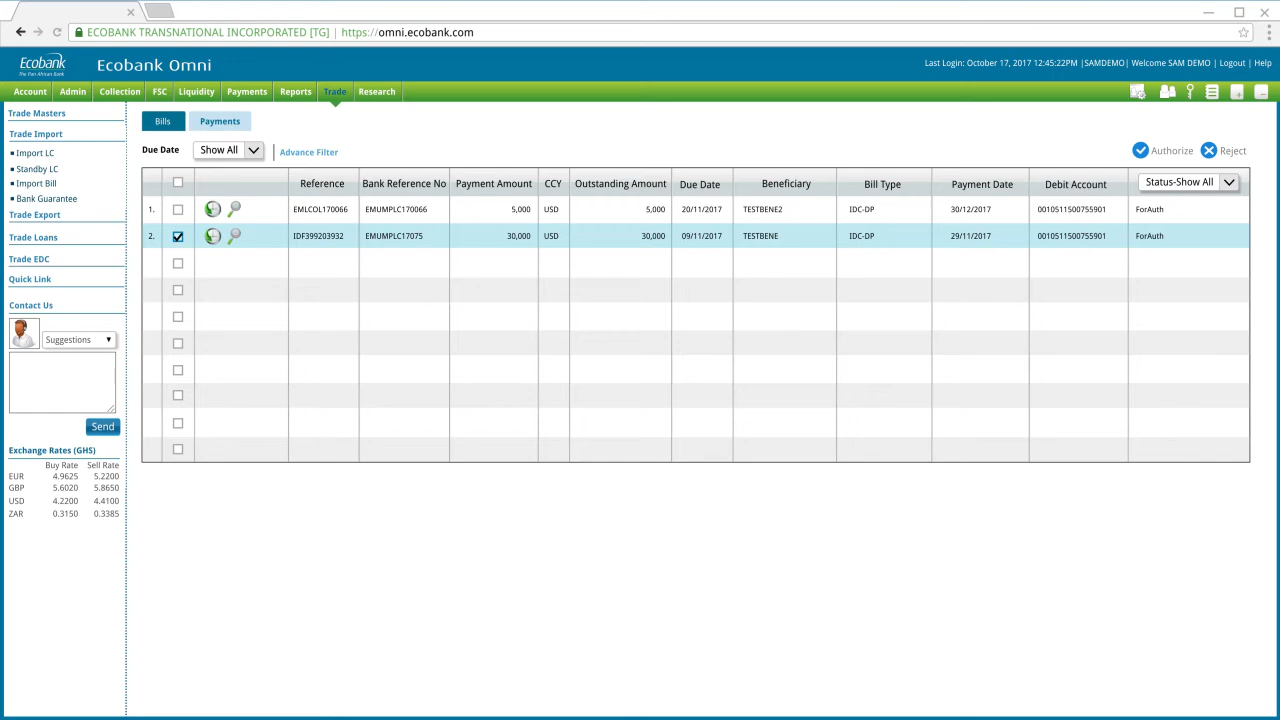 ECOBANK TRANSNATIONAL INCORPORATED [TG] | https://omni.ecobank.com
Ecobank
The Pan African Bank
Ecobank Omni
Last Login: October 17, 2017 12:45:22PM |SAMDEMO| Welcome SAM DEMO | Logout | Help
Account Admin Collection FSC Liquidity Payments Reports Trade Research
Trade Masters
Trade Import
Import LC
Standby LC
Import Bill
Bank Guarantee
Trade Export
Trade Loans
Trade EDC
Quick Link
Contact Us
Suggestions
Send
Exchange Rates (GHS)
Buy Rate Sell Rate
EUR 4.9625 5.2200
GBP 5.6020 5.8650
USD 4.2200 4.4100
ZAR 0.3150 0.3385
Bills Payments
Due Date Show All Advance Filter Authorize Reject
Reference Bank Reference No Payment Amount CCY Outstanding Amount Due Date Beneficiary Bill Type Payment Date Debit Account Status-Show All
1. EMLCOL170066 EMUMPLC170066 5,000 USD 5,000 20/11/2017 TESTBENE2 IDC-DP 30/12/2017 0010511500755901 ForAuth
2. IDF399203932 EMUMPLC17075 30,000 USD 30,000 09/11/2017 TESTBENE IDC-DP 29/11/2017 0010511500755901 ForAuth